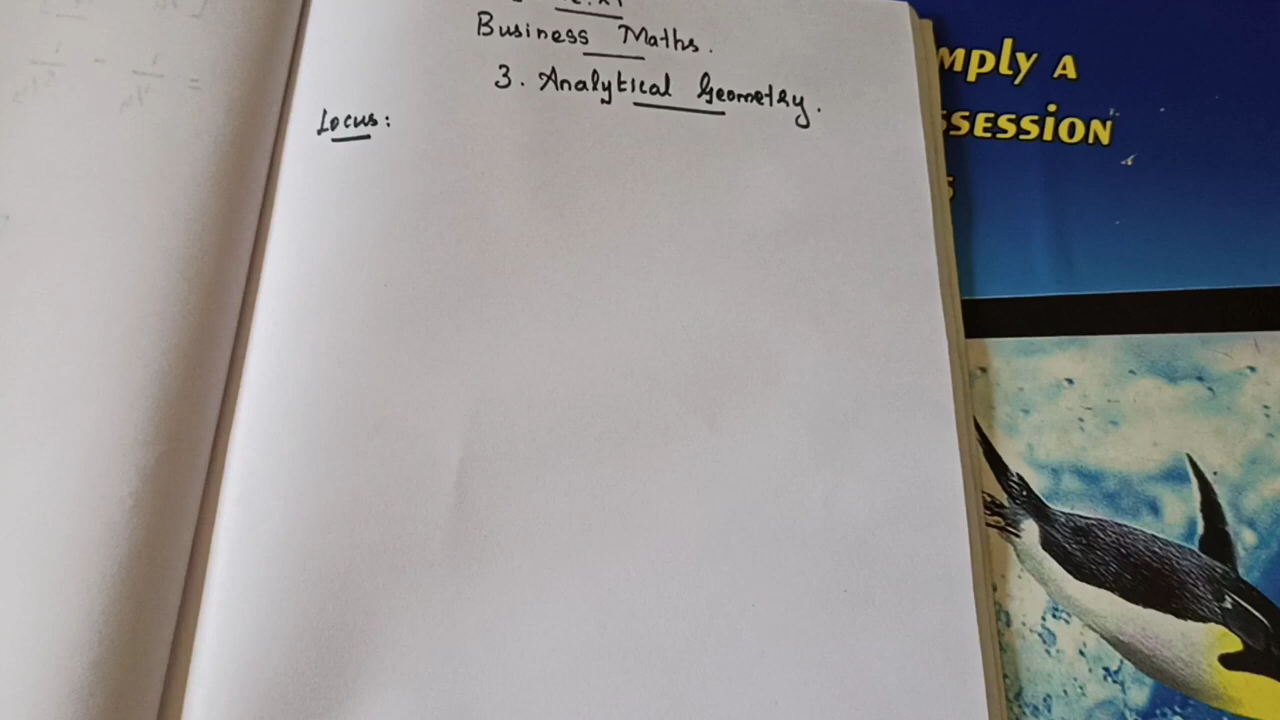 Business Maths.
3. Analytical Geometry.
Locus:
MPLY A
SSESSION